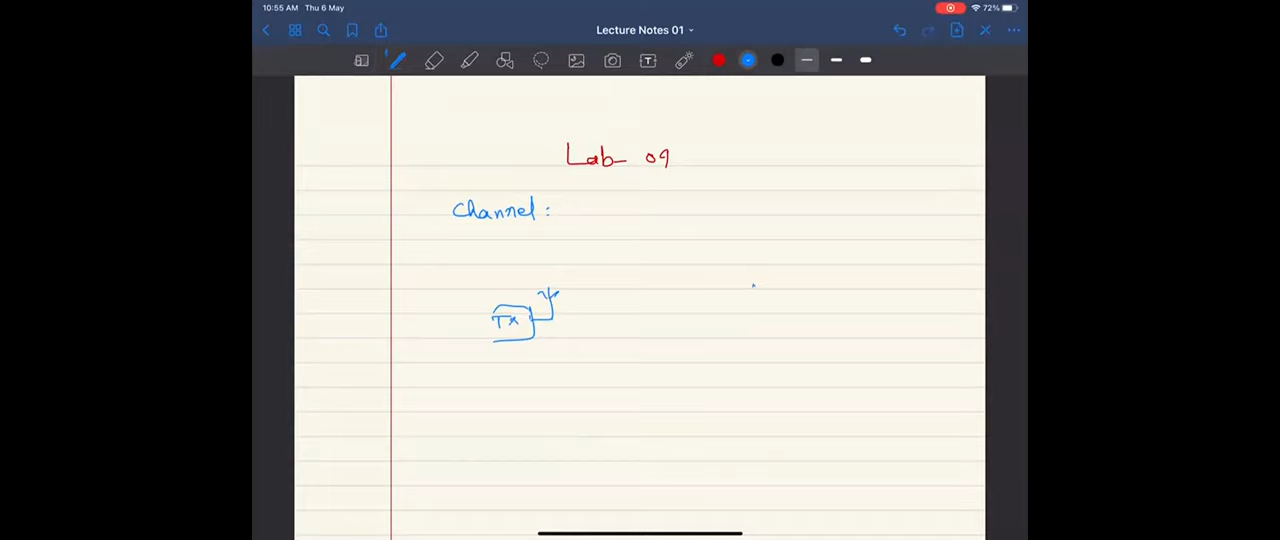 10:55 AM Thu 6 May 72%
Lecture Notes 01
T
Lab 09
Channel:
Tx